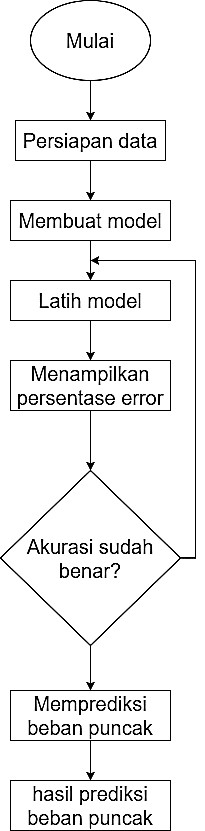 Mulai
Persiapan data
Membuat model
Latih model
Menampilkan
persentase error
Akurasi sudah
benar?
Memprediksi
beban puncak
hasil prediksi
beban puncak